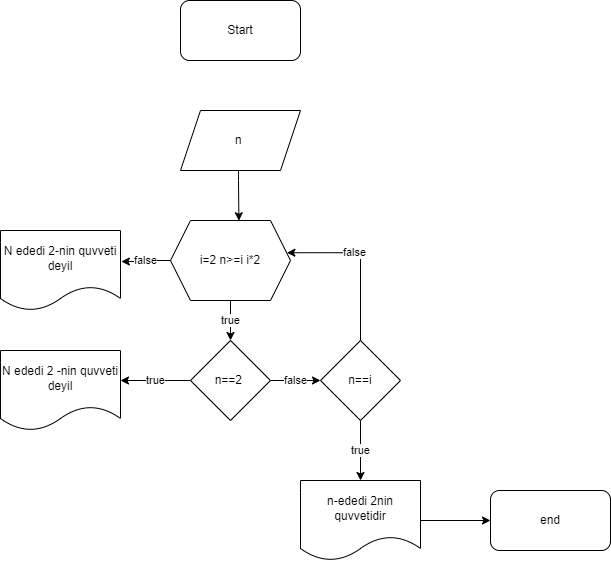 Start
n
N ededi 2-nin quvveti
deyil
false
i=2 n>=i i*2
false
true
N ededi 2 -nin quvveti
deyil
true
n==2
false
n==i
true
n-ededi 2nin
quvvetidir
end